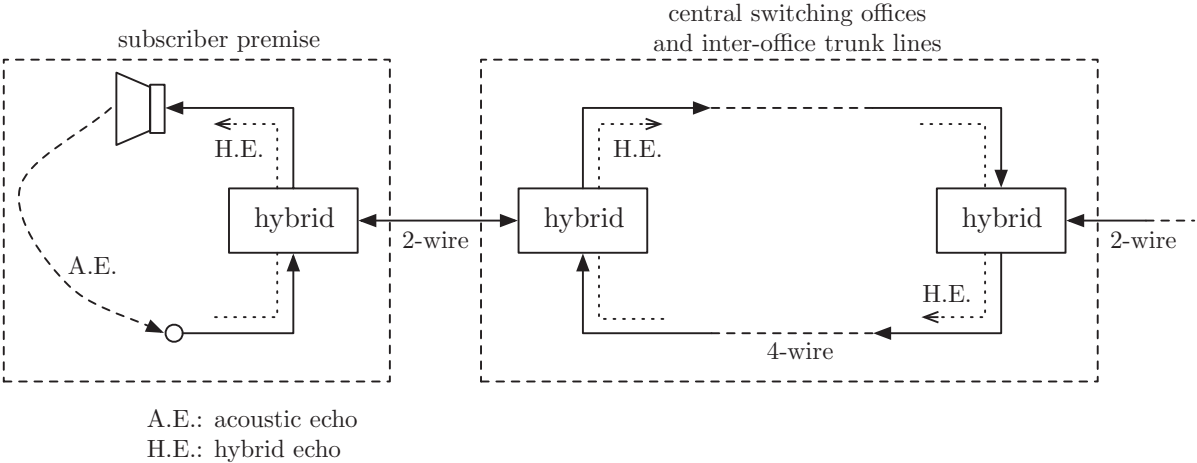 central switching offices
and inter-office trunk lines
subscriber premise
H.E.
H.E.
hybrid
hybrid
hybrid
2-wire
2-wire
A.E.
H.E.
4-wire
A.E.: acoustic echo
H.E.: hybrid echo